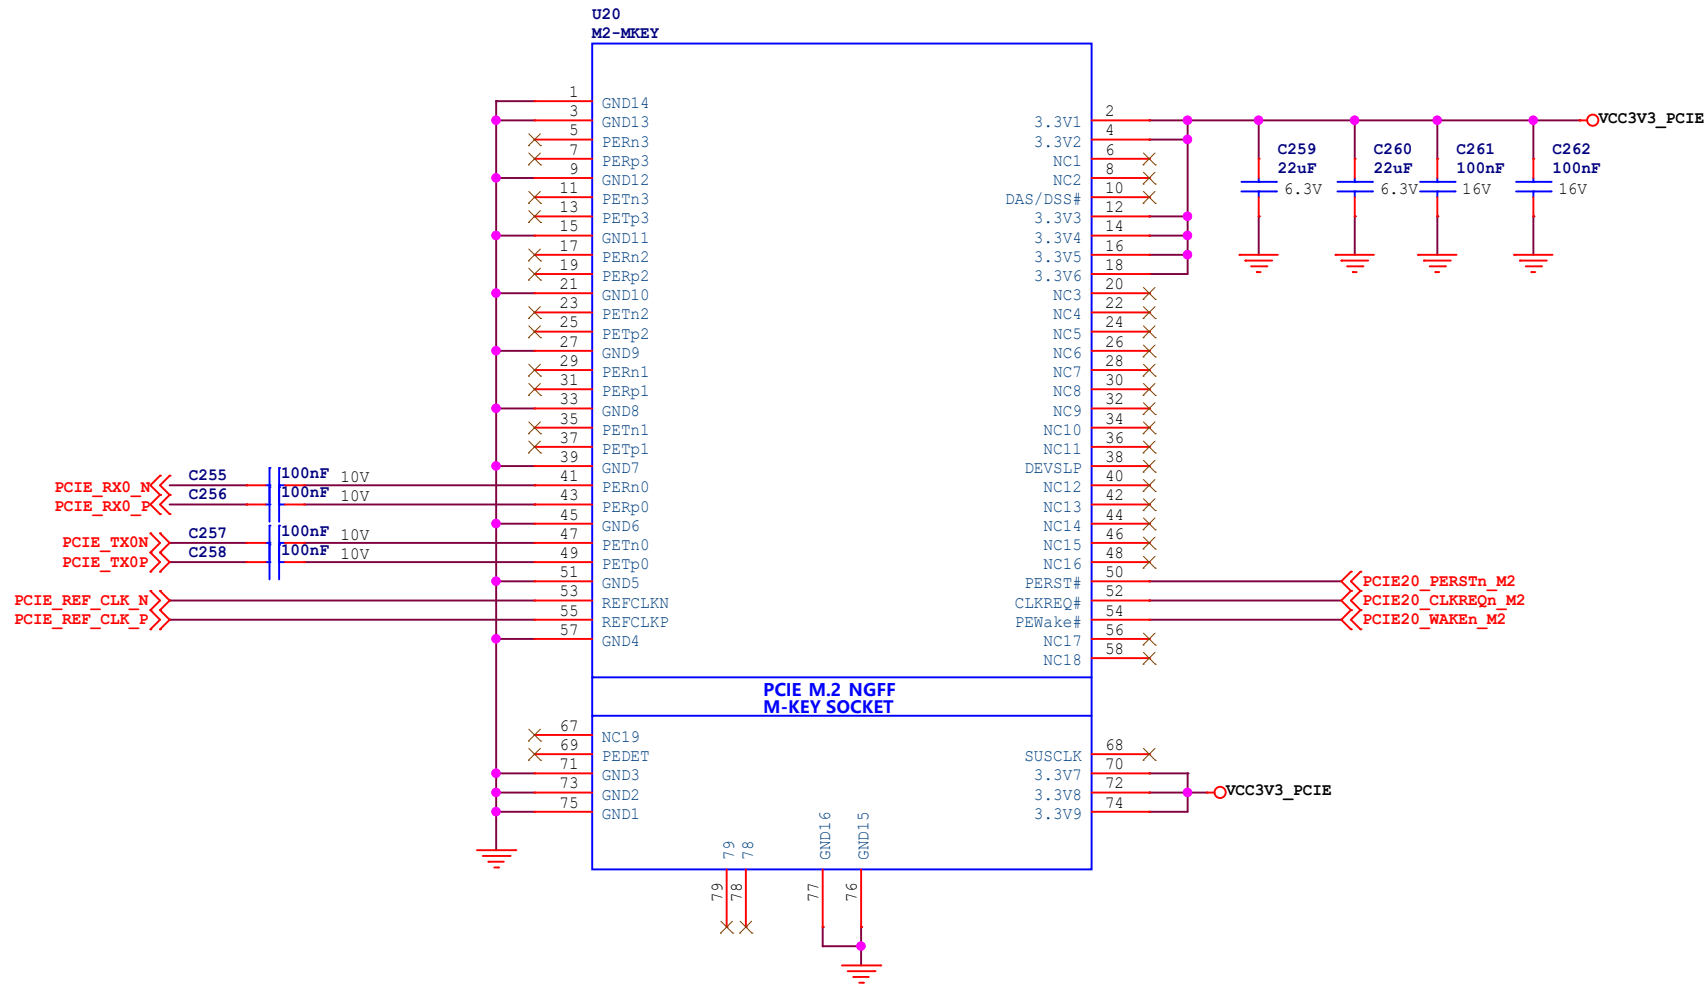 U20
M2-MKEY
1 GND14
3 GND13
5 PERn3
7 PERp3
9 GND12
11 PETn3
13 PETp3
15 GND11
17 PERn2
19 PERp2
21 GND10
23 PETn2
25 PETp2
27 GND9
29 PERn1
31 PERp1
33 GND8
35 PETn1
37 PETp1
39 GND7
41 PERn0
43 PERp0
45 GND6
47 PETn0
49 PETp0
51 GND5
53 REFCLKN
55 REFCLKP
57 GND4
PCIE_RX0_N C255 100nF 10V
PCIE_RX0_P C256 100nF 10V
PCIE_TX0N C257 100nF 10V
PCIE_TX0P C258 100nF 10V
PCIE_REF_CLK_N
PCIE_REF_CLK_P
3.3V1 2
3.3V2 4
NC1 6
NC2 8
DAS/DSS# 10
3.3V3 12
3.3V4 14
3.3V5 16
3.3V6 18
NC3 20
NC4 22
NC5 24
NC6 26
NC7 28
NC8 30
NC9 32
NC10 34
NC11 36
DEVSLP 38
NC12 40
NC13 42
NC14 44
NC15 46
NC16 48
PERST# 50 PCIE20_PERSTn_M2
CLKREQ# 52 PCIE20_CLKREQn_M2
PEWake# 54 PCIE20_WAKEn_M2
NC17 56
NC18 58
VCC3V3_PCIE
C259 22uF 6.3V
C260 22uF 6.3V
C261 100nF 16V
C262 100nF 16V
PCIE M.2 NGFF
M-KEY SOCKET
67 NC19
69 PEDET
71 GND3
73 GND2
75 GND1
SUSCLK 68
3.3V7 70
3.3V8 72
3.3V9 74
VCC3V3_PCIE
79 79
78 78
GND16 77
GND15 76